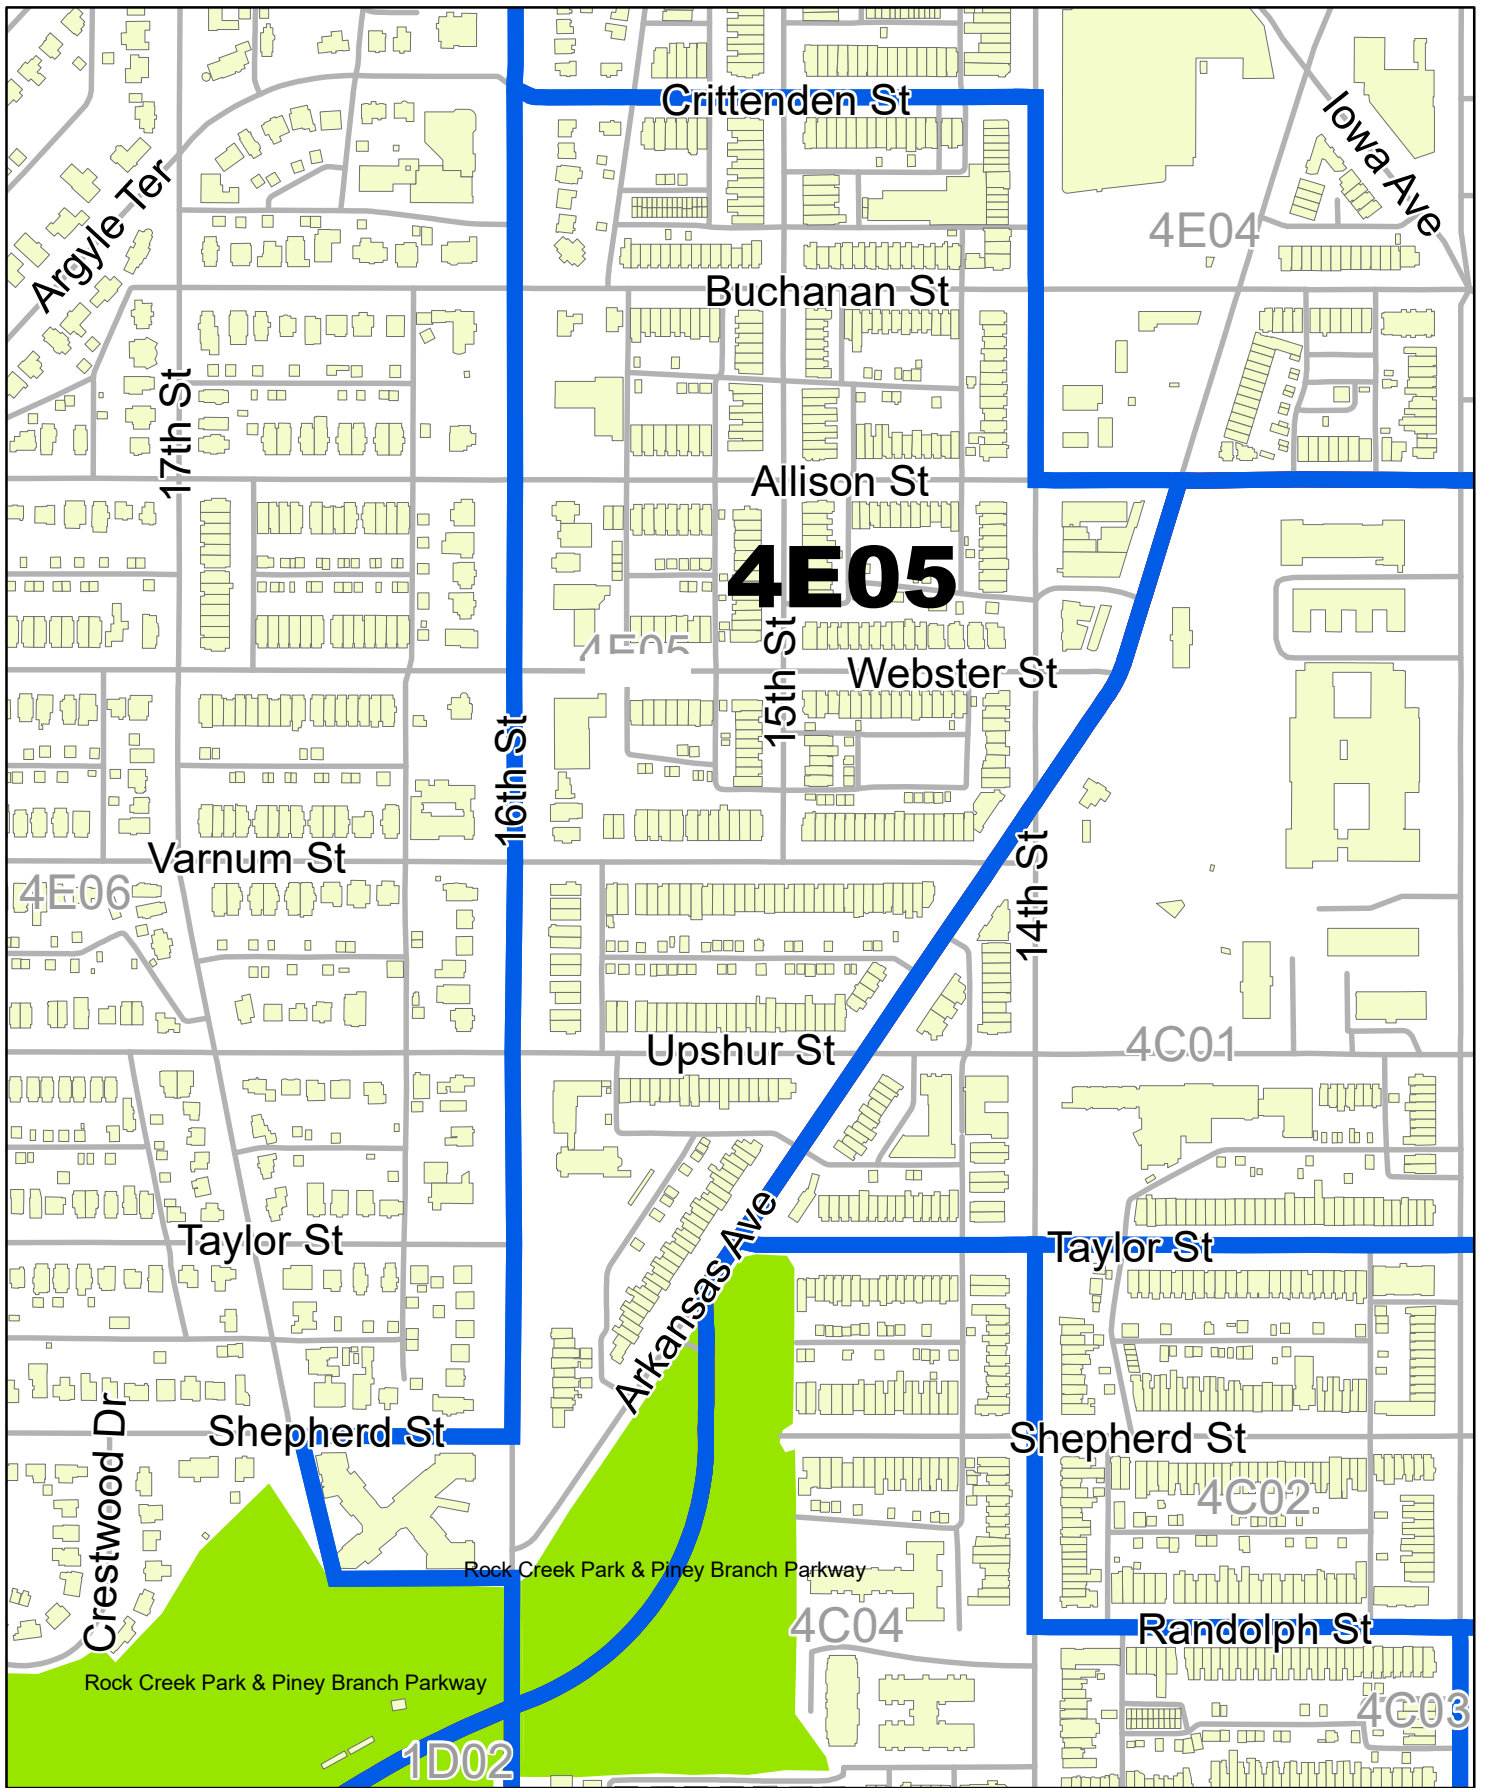 Crittenden St
Iowa Ave
Argyle Ter
4E04
Buchanan St
17th St
Allison St
4E05
15th St
4E05
Webster St
16th St
14th St
Varnum St
4E06
Upshur St
4C01
Taylor St
Arkansas Ave
Taylor St
Crestwood Dr
Shepherd St
Shepherd St
4C02
Rock Creek Park & Piney Branch Parkway
4C04
Randolph St
Rock Creek Park & Piney Branch Parkway
4C03
1D02